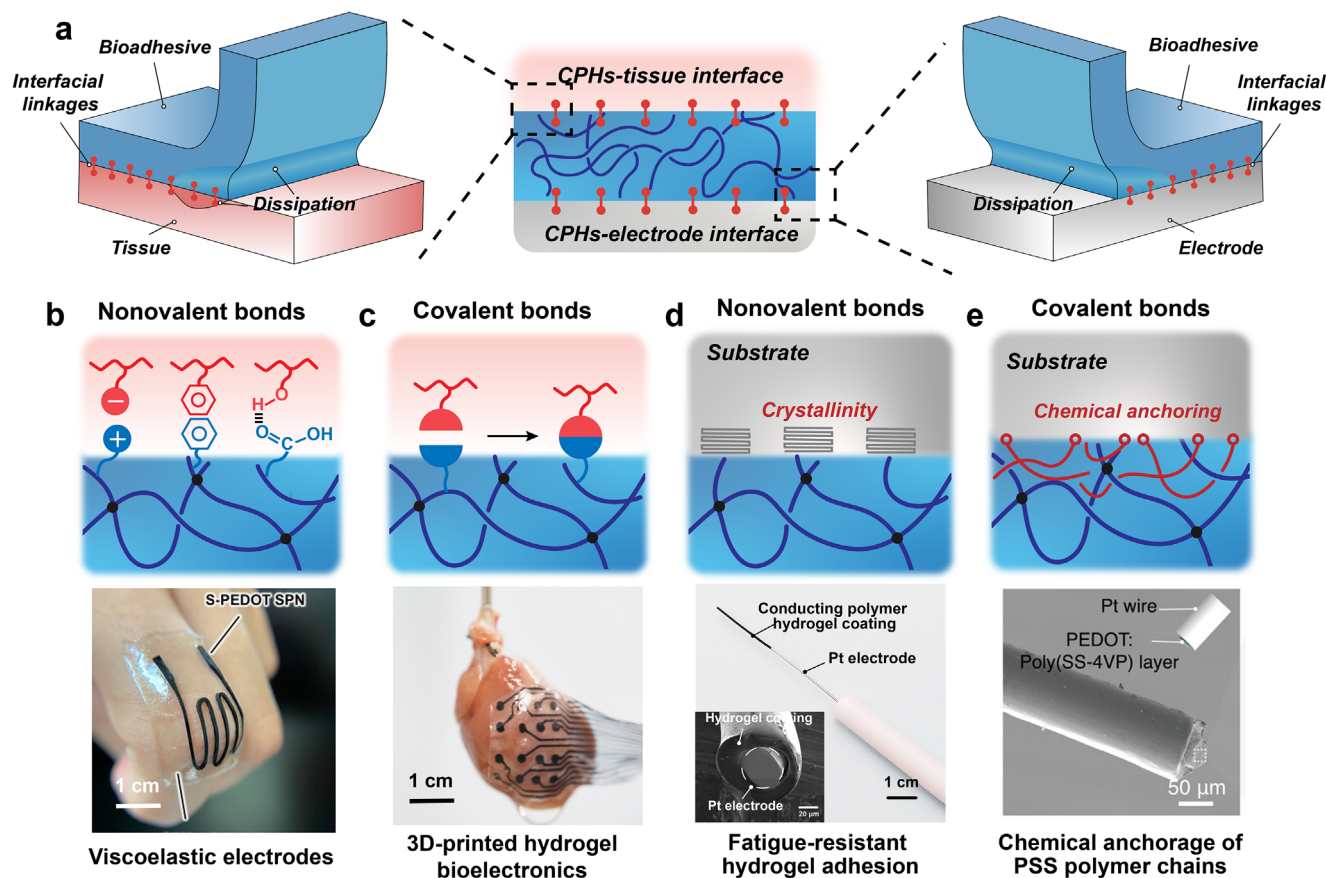 a
Bioadhesive
Interfacial
linkages
Dissipation
Tissue
CPHs-tissue interface
CPHs-electrode interface
Bioadhesive
Interfacial
linkages
Dissipation
Electrode
b
Nonovalent bonds
−
+
H
O
O
C
OH
c
Covalent bonds
d
Nonovalent bonds
Substrate
Crystallinity
e
Covalent bonds
Substrate
Chemical anchoring
S-PEDOT SPN
1 cm
Viscoelastic electrodes
1 cm
3D-printed hydrogel
bioelectronics
Conducting polymer
hydrogel coating
Pt electrode
Hydrogel coating
Pt electrode
20 µm
1 cm
Fatigue-resistant
hydrogel adhesion
Pt wire
PEDOT:
Poly(SS-4VP) layer
50 µm
Chemical anchorage of
PSS polymer chains